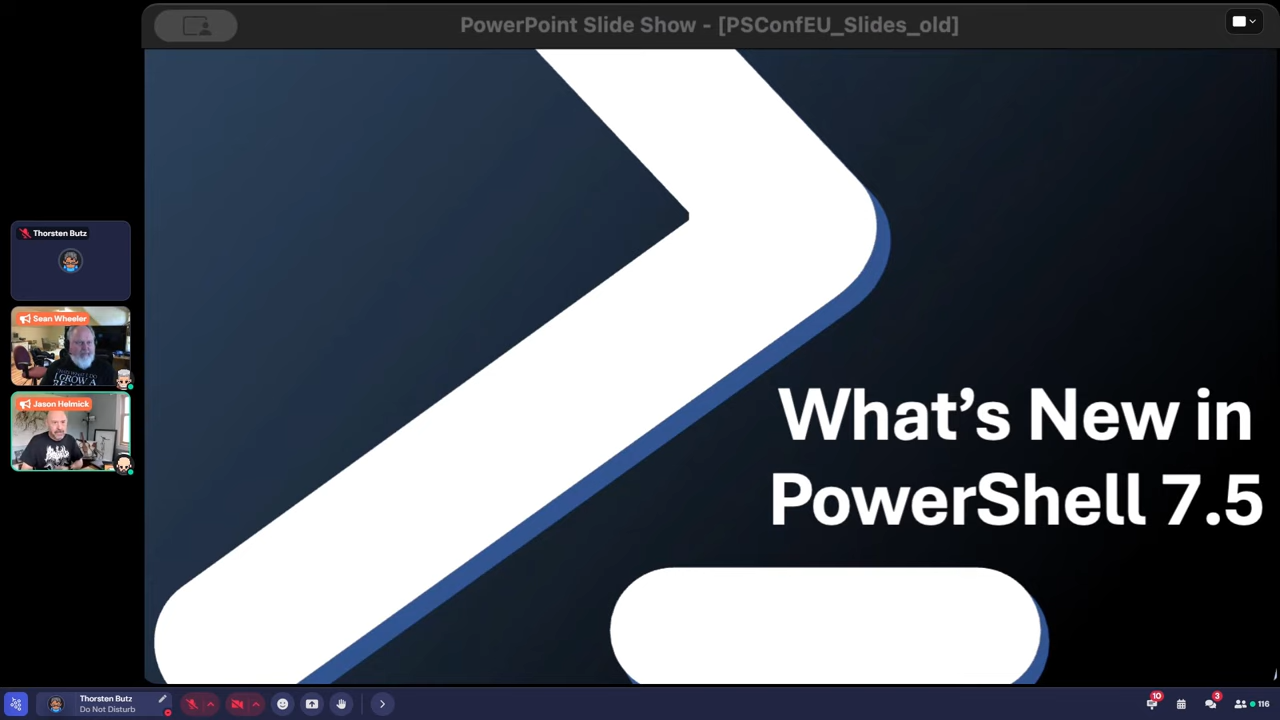 PowerPoint Slide Show - [PSConfEU_Slides_old]
Thorsten Butz
Sean Wheeler
Jason Helmick
What's New in
PowerShell 7.5
Thorsten Butz
Do Not Disturb
10
3
116